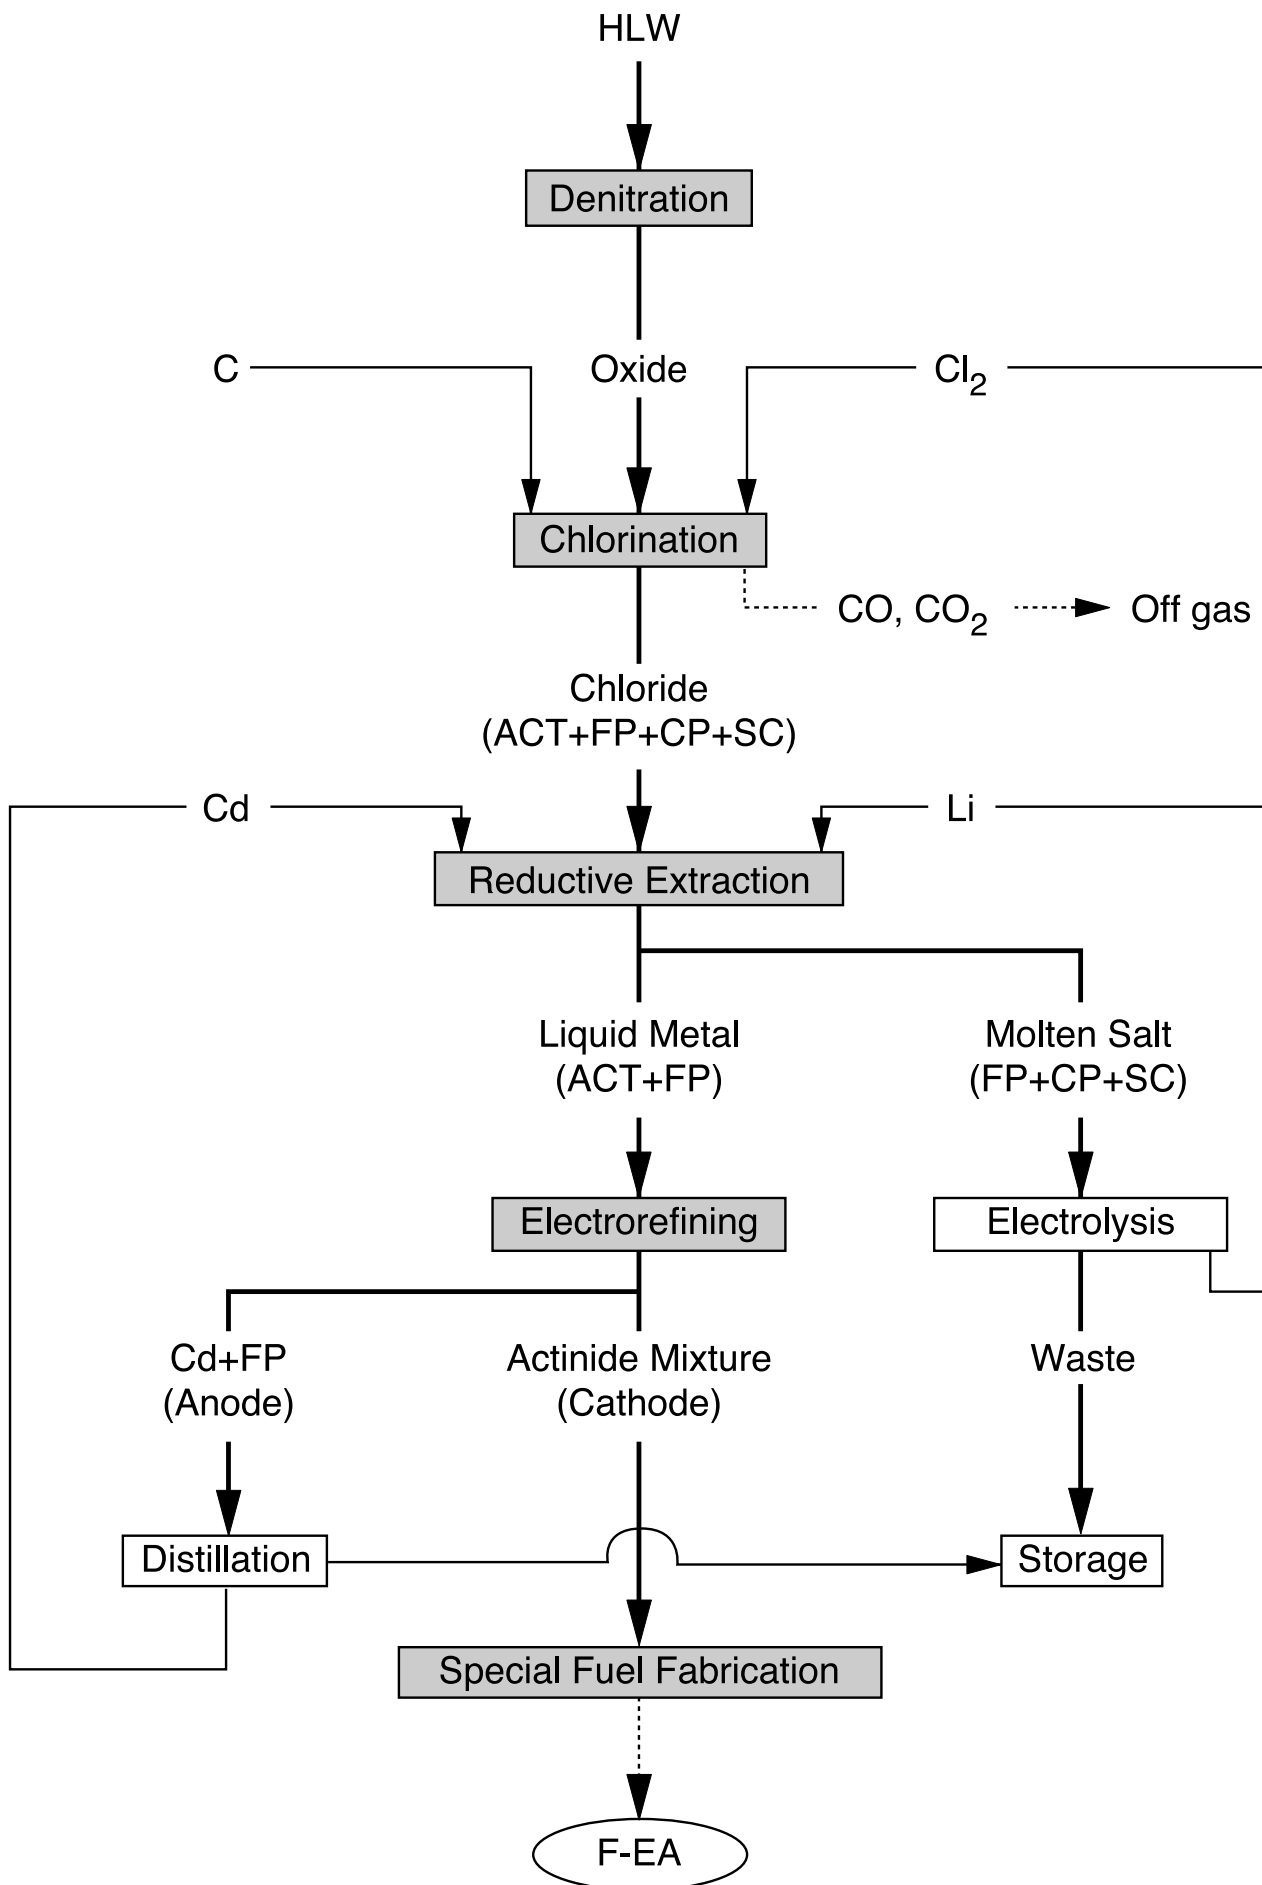 HLW
Denitration
C
Oxide
Cl2
Chlorination
CO, CO2
Off gas
Chloride
(ACT+FP+CP+SC)
Cd
Li
Reductive Extraction
Liquid Metal
(ACT+FP)
Molten Salt
(FP+CP+SC)
Electrorefining
Electrolysis
Cd+FP
(Anode)
Actinide Mixture
(Cathode)
Waste
Distillation
Storage
Special Fuel Fabrication
F-EA